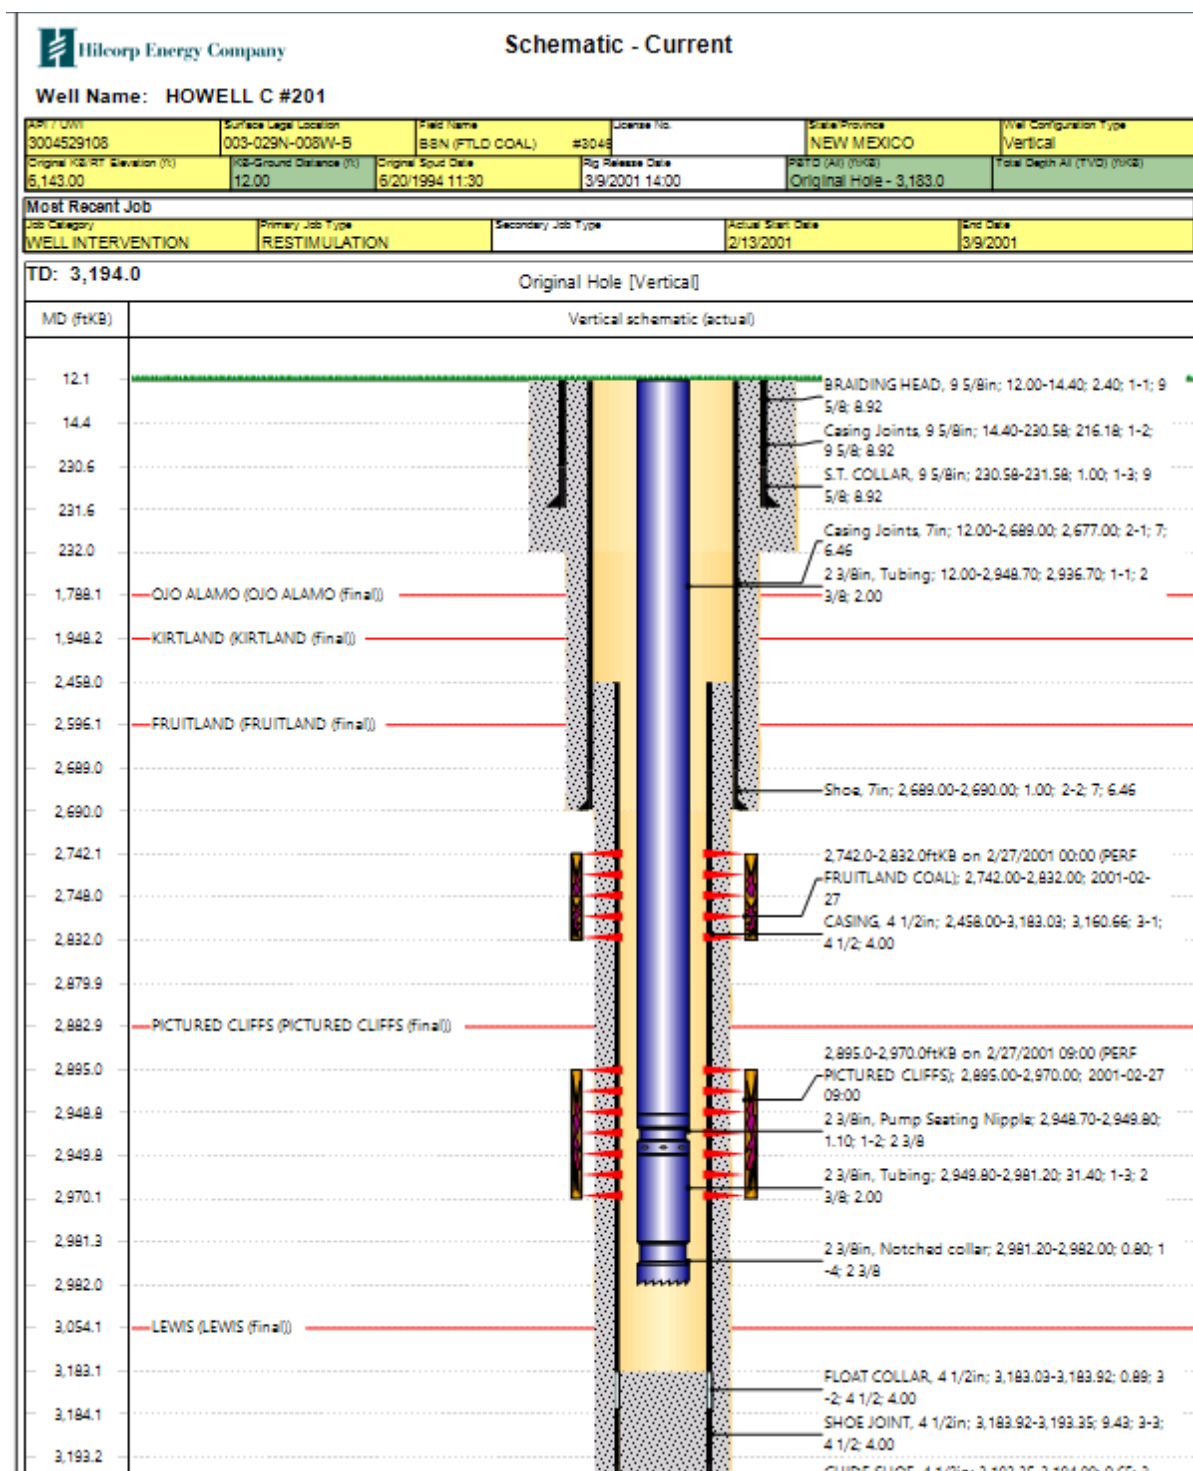 Hilcorp Energy Company
Schematic - Current
Well Name: HOWELL C #201
API / UWI
Surface Legal Location
Field Name
License No.
State/Province
Well Configuration Type
3004529108
003-029N-008W-B
BSN (FTLD COAL) #3046
NEW MEXICO
Vertical
Original KB/RT Elevation (ft)
KB-Ground Distance (ft)
Original Spud Date
Rig Release Date
PBTD (All) (ftKB)
Total Depth All (TVD) (ftKB)
6,143.00
12.00
6/20/1994 11:30
3/9/2001 14:00
Original Hole - 3,183.0
Most Recent Job
Job Category
Primary Job Type
Secondary Job Type
Actual Start Date
End Date
WELL INTERVENTION
RESTIMULATION
2/13/2001
3/9/2001
TD: 3,194.0
Original Hole [Vertical]
MD (ftKB)
Vertical schematic (actual)
12.1
BRAIDING HEAD, 9 5/8in; 12.00-14.40; 2.40; 1-1; 9
5/8; 8.92
14.4
Casing Joints, 9 5/8in; 14.40-230.58; 216.18; 1-2;
9 5/8; 8.92
230.6
S.T. COLLAR, 9 5/8in; 230.58-231.58; 1.00; 1-3; 9
5/8; 8.92
231.6
Casing Joints, 7in; 12.00-2,689.00; 2,677.00; 2-1; 7;
6.46
232.0
2 3/8in, Tubing; 12.00-2,948.70; 2,936.70; 1-1; 2
3/8; 2.00
1,788.1
OJO ALAMO (OJO ALAMO (final))
1,948.2
KIRTLAND (KIRTLAND (final))
2,458.0
2,596.1
FRUITLAND (FRUITLAND (final))
2,689.0
Shoe, 7in; 2,689.00-2,690.00; 1.00; 2-2; 7; 6.46
2,690.0
2,742.1
2,742.0-2,832.0ftKB on 2/27/2001 00:00 (PERF
FRUITLAND COAL); 2,742.00-2,832.00; 2001-02-
27
2,748.0
CASING, 4 1/2in; 2,458.00-3,183.03; 3,160.66; 3-1;
4 1/2; 4.00
2,832.0
2,879.9
2,882.9
PICTURED CLIFFS (PICTURED CLIFFS (final))
2,895.0
2,895.0-2,970.0ftKB on 2/27/2001 09:00 (PERF
PICTURED CLIFFS); 2,895.00-2,970.00; 2001-02-27
09:00
2,948.8
2 3/8in, Pump Seating Nipple; 2,948.70-2,949.80;
1.10; 1-2; 2 3/8
2,949.8
2 3/8in, Tubing; 2,949.80-2,981.20; 31.40; 1-3; 2
3/8; 2.00
2,970.1
2,981.3
2 3/8in, Notched collar; 2,981.20-2,982.00; 0.80; 1
-4; 2 3/8
2,982.0
3,054.1
LEWIS (LEWIS (final))
3,183.1
FLOAT COLLAR, 4 1/2in; 3,183.03-3,183.92; 0.89; 3
-2; 4 1/2; 4.00
3,184.1
SHOE JOINT, 4 1/2in; 3,183.92-3,193.35; 9.43; 3-3;
4 1/2; 4.00
3,193.2